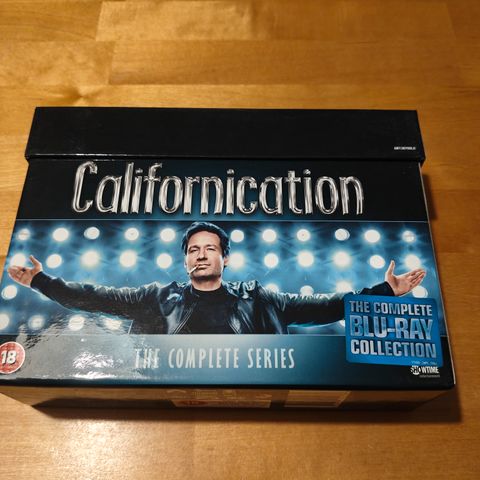 Californication
THE COMPLETE
BLU-RAY
COLLECTION
THE COMPLETE SERIES
18
SHOWTIME